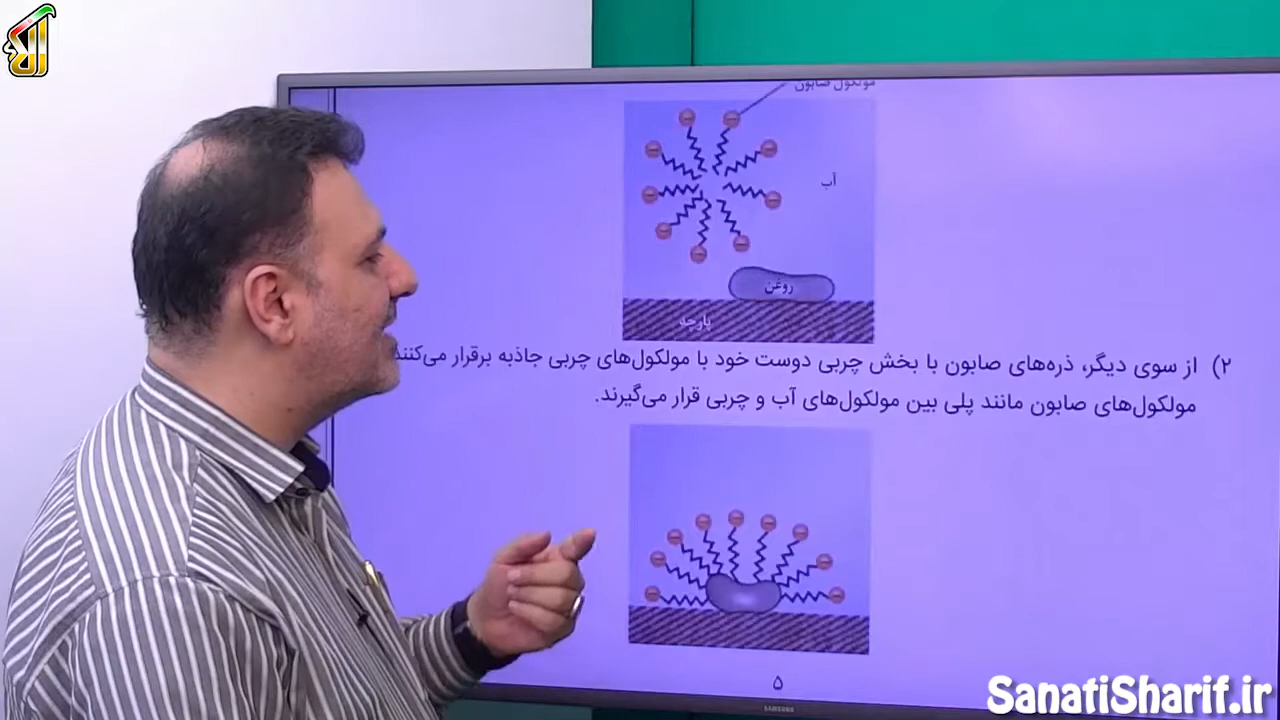 مولکول صابون
آب
روغن
پارچه
۲) از سوی دیگر، ذره‌های صابون با بخش چربی دوست خود با مولکول‌های چربی جاذبه برقرار می‌کنند
مولکول‌های صابون مانند پلی بین مولکول‌های آب و چربی قرار می‌گیرند.
۵
SAMSUNG
SanatiSharif.ir